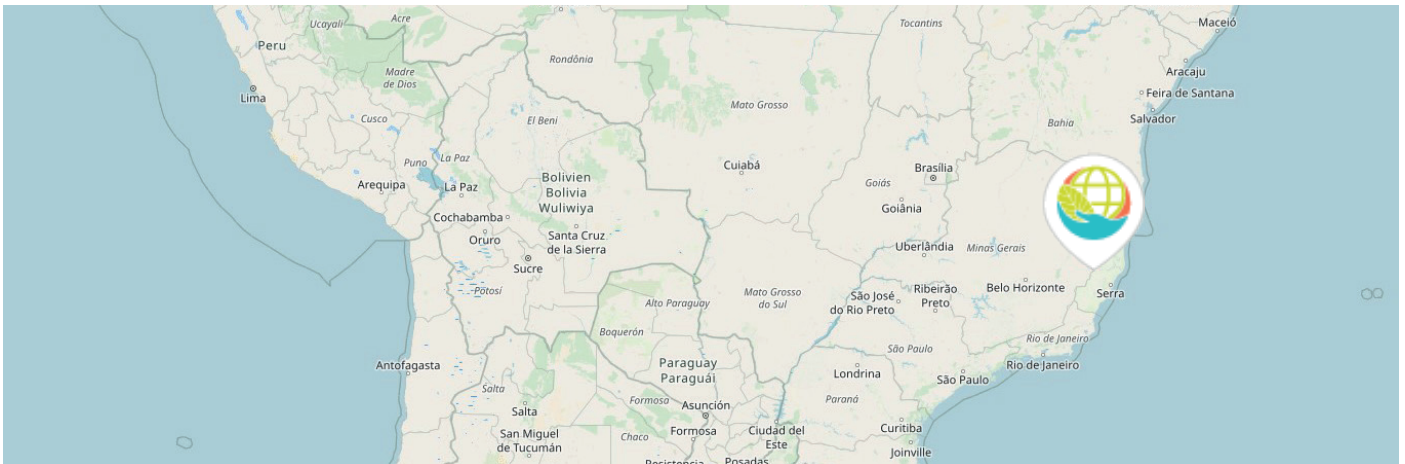 Ucayali
Acre
Tocantins
Maceió
Peru
Rondônia
Madre
de Dios
Aracaju
Lima
Mato Grosso
Feira de Santana
Cusco
El Beni
Bahia
Salvador
Puno
La Paz
Cuiabá
Brasília
Arequipa
La Paz
Bolivien
Bolivia
Wuliwiya
Goiás
Goiânia
Cochabamba
Oruro
Santa Cruz
de la Sierra
Uberlândia
Minas Gerais
Sucre
Potosí
Alto Paraguay
Mato Grosso
do Sul
São José
do Rio Preto
Ribeirão
Preto
Belo Horizonte
Serra
Boquerón
Rio de Janeiro
Antofagasta
Paraguay
Paraguái
São Paulo
Rio de Janeiro
Londrina
São Paulo
Salta
Salta
Formosa
Asunción
Paraná
San Miguel
de Tucumán
Chaco
Formosa
Ciudad del
Este
Curitiba
Joinville
Resistencia
Posadas